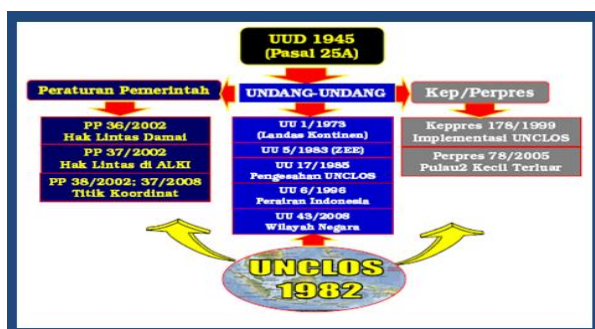 UUD 1945
(Pasal 25A)
Peraturan Pemerintah
UNDANG-UNDANG
Kep/Perpres
PP 36/2002
Hak Lintas Damai
PP 37/2002
Hak Lintas di ALKI
PP 38/2002; 37/2008
Titik Koordinat
UU 1/1973
(Landas Kontinen)
UU 5/1983 (ZEE)
UU 17/1985
Pengesahan UNCLOS
UU 6/1996
Perairan Indonesia
UU 43/2008
Wilayah Negara
Keppres 178/1999
Implementasi UNCLOS
Perpres 78/2005
Pulau2 Kecil Terluar
UNCLOS
1982